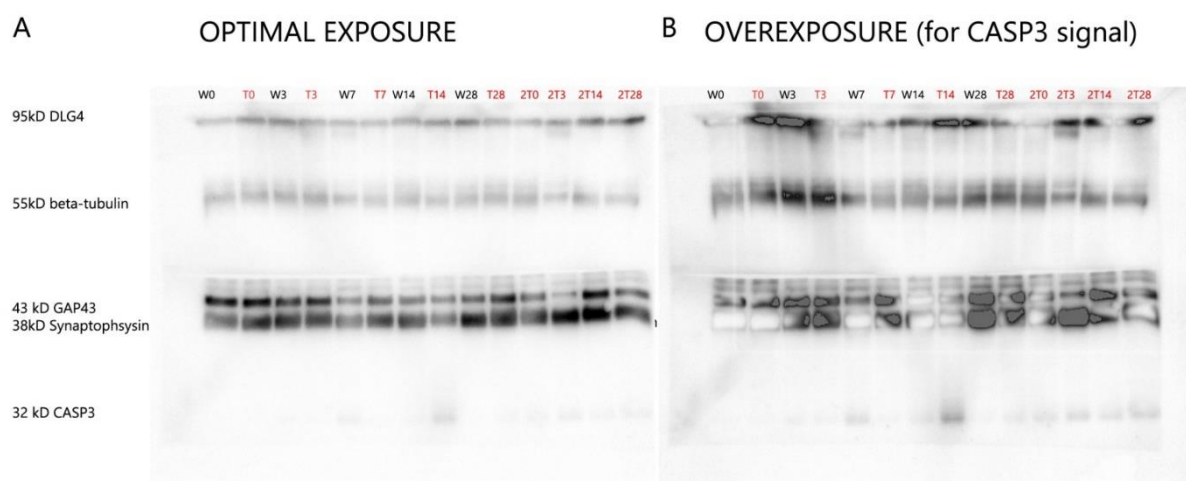 A OPTIMAL EXPOSURE
B OVEREXPOSURE (for CASP3 signal)
W0 T0 W3 T3 W7 T7 W14 T14 W28 T28 2T0 2T3 2T14 2T28
W0 T0 W3 T3 W7 T7 W14 T14 W28 T28 2T0 2T3 2T14 2T28
95kD DLG4
55kD beta-tubulin
43 kD GAP43
38kD Synaptophsysin
32 kD CASP3